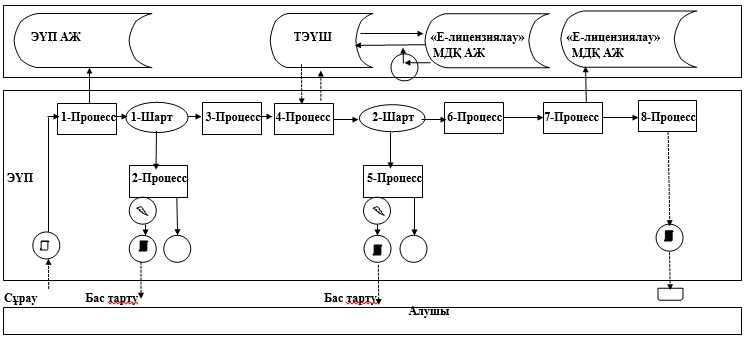 ЭҮП АЖ
ТЭҮШ
«Е-лицензиялау»
МДҚ АЖ
«Е-лицензиялау»
МДҚ АЖ
1-Процесс
1-Шарт
3-Процесс
4-Процесс
2-Шарт
6-Процесс
7-Процесс
8-Процесс
ЭҮП
2-Процесс
5-Процесс
Сұрау
Бас тарту
Бас тарту
Алушы